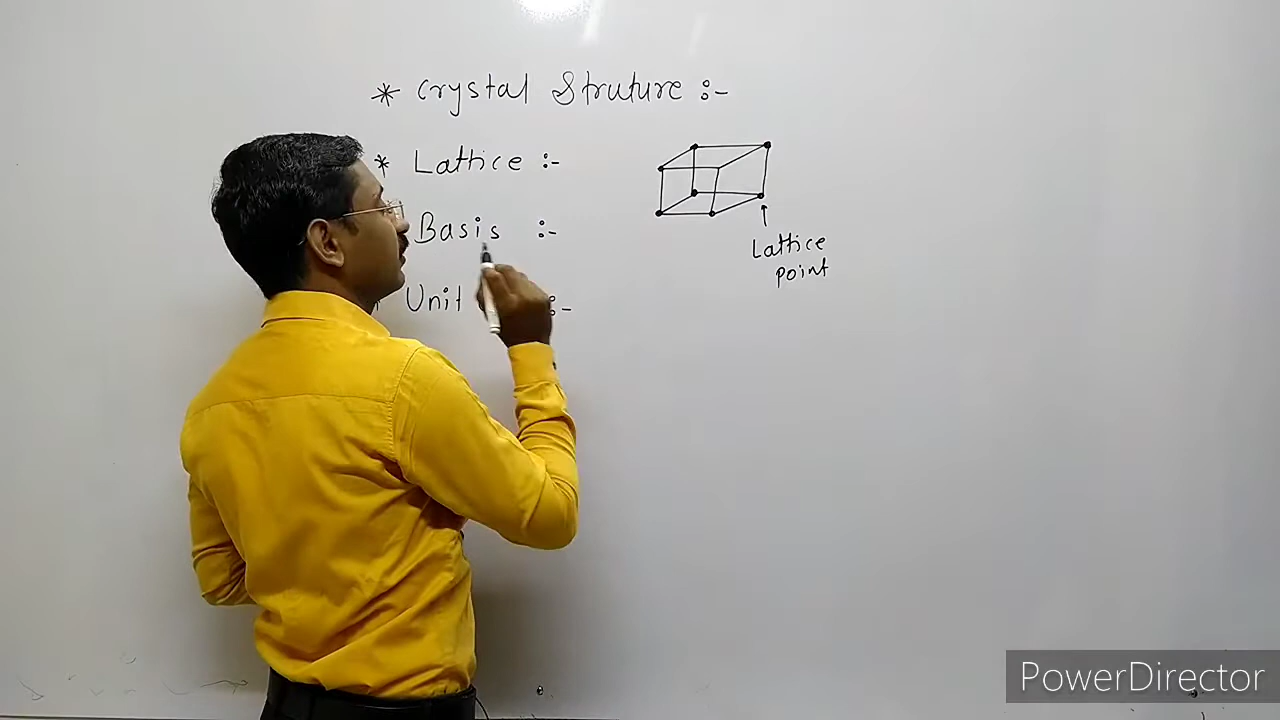 * Crystal Struture :-
* Lattice :-
Basis :-
Unit :-
Lattice
point
PowerDirector